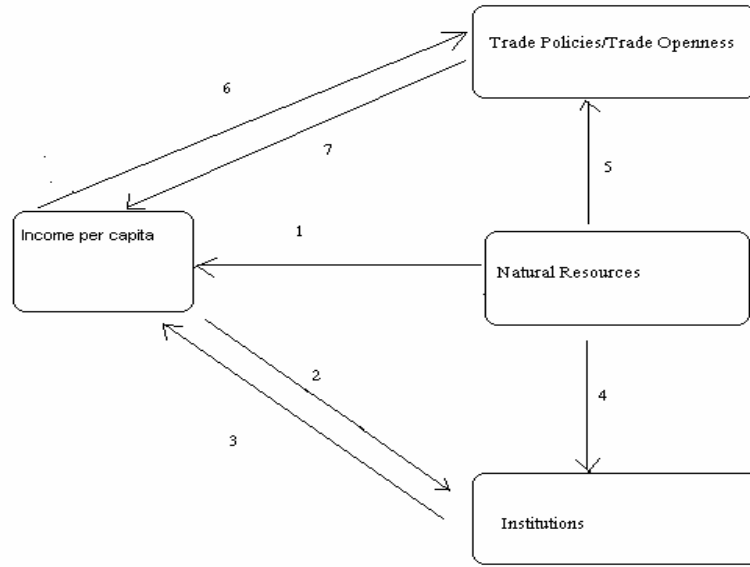 Trade Policies/Trade Openness
6
7
5
Income per capita
1
Natural Resources
2
4
3
Institutions